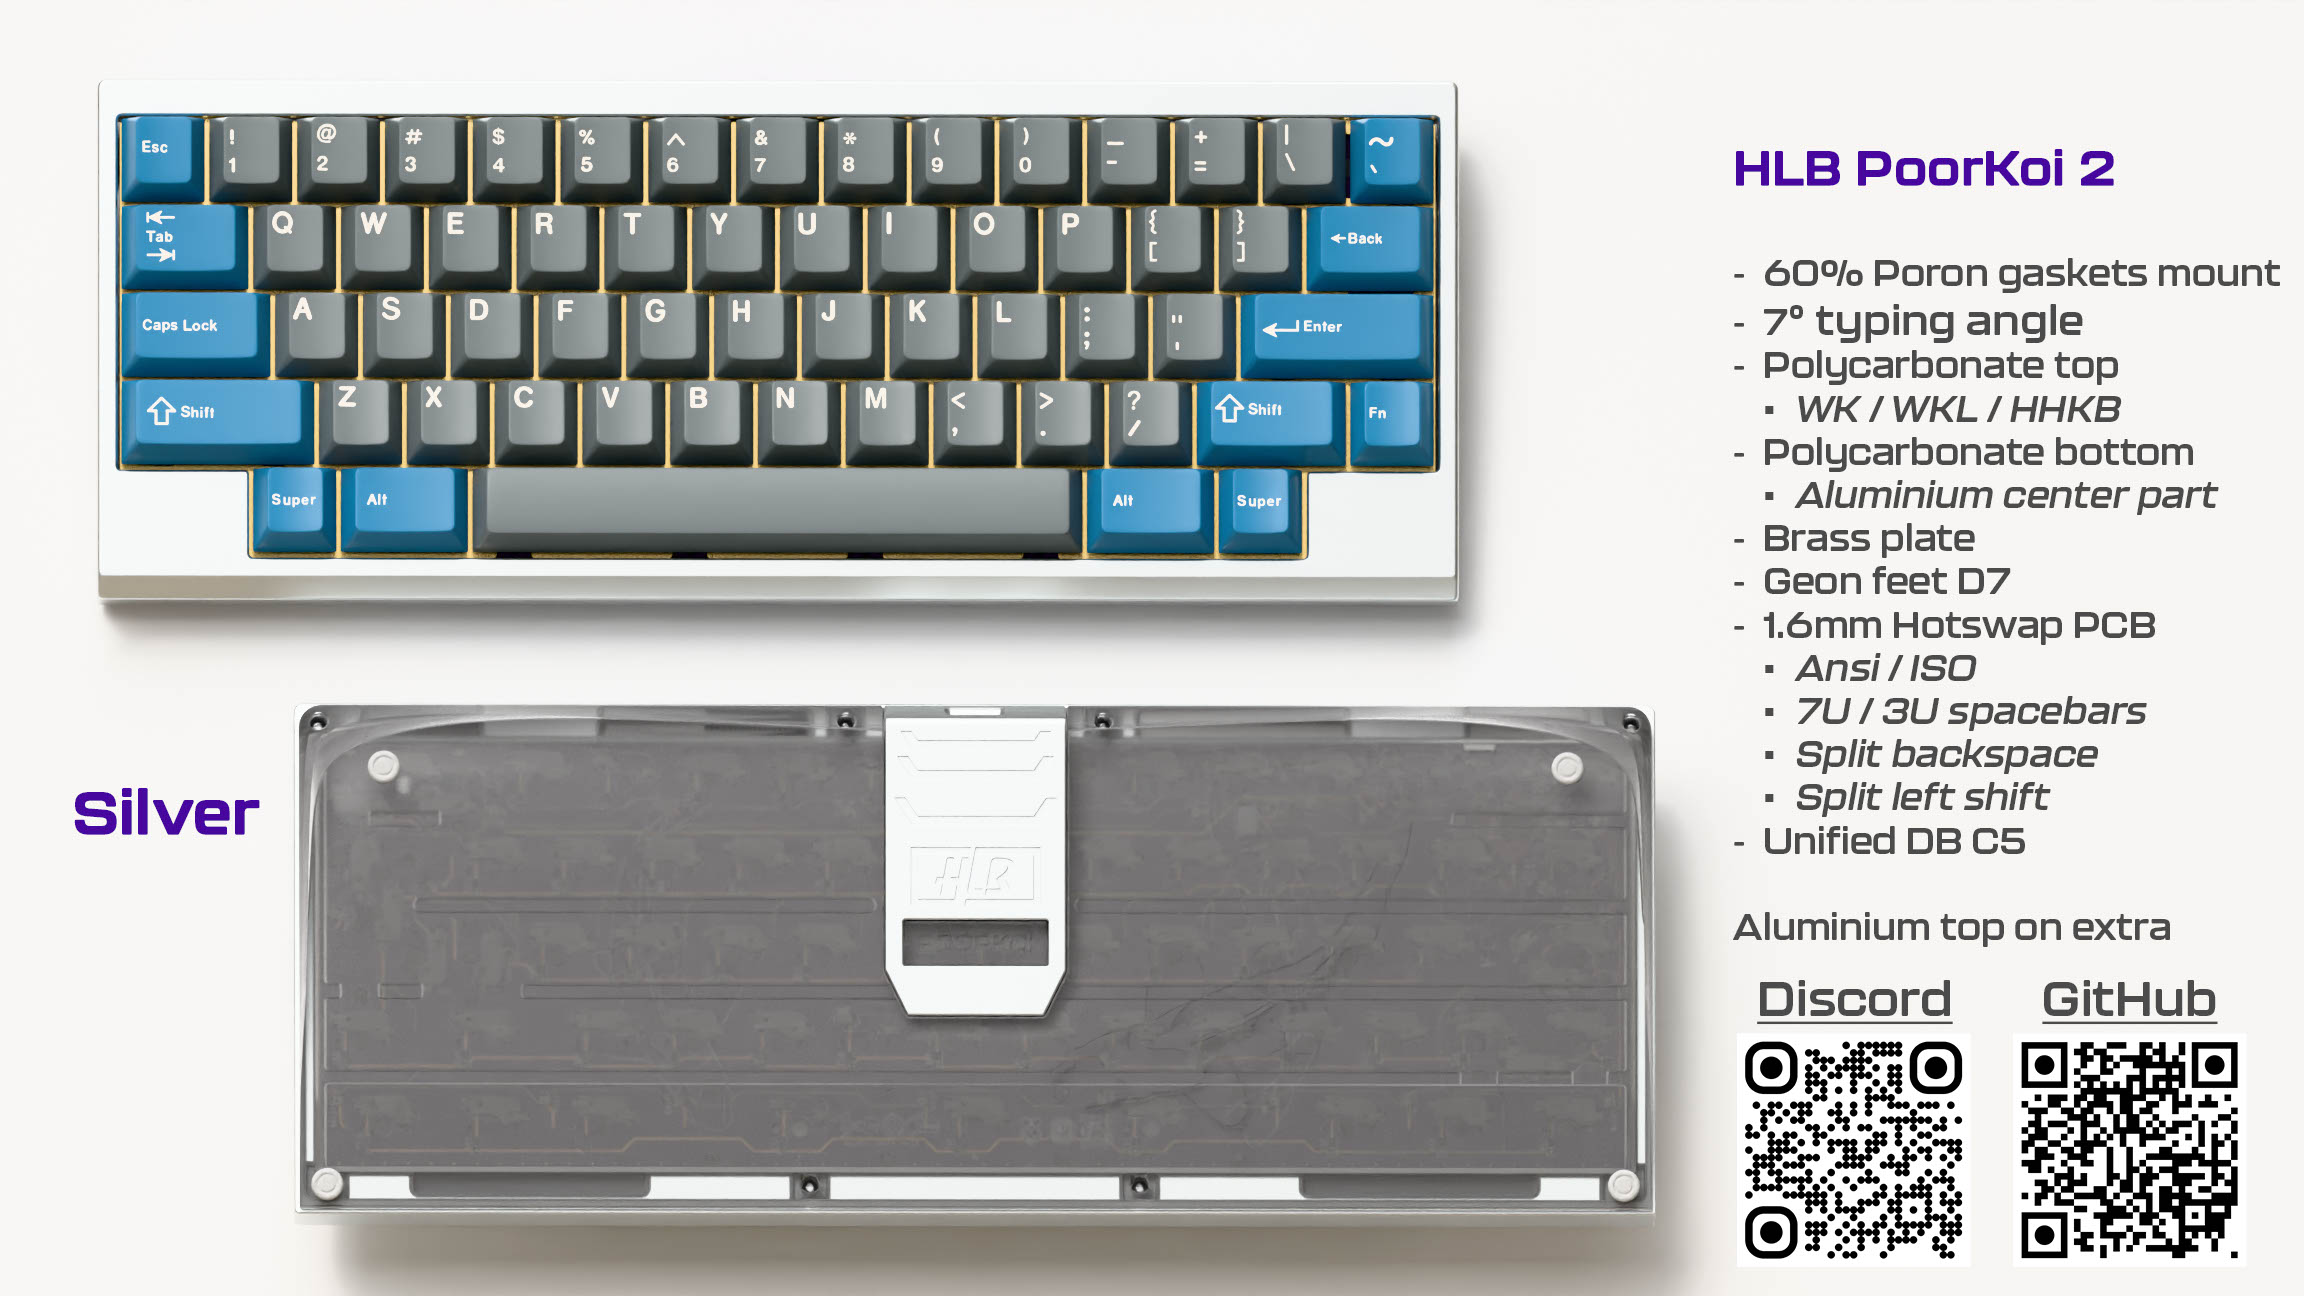 Esc ! 1 @ 2 # 3 $ 4 % 5 ^ 6 & 7 * 8 ( 9 ) 0 — - + = | \ ~ `
Tab Q W E R T Y U I O P { [ } ] ←Back
Caps Lock A S D F G H J K L : ; " ' Enter
Shift Z X C V B N M < , > . ? / Shift Fn
Super Alt Alt Super
Silver
HLB
PoorKoi
HLB PoorKoi 2
- 60% Poron gaskets mount
- 7° typing angle
- Polycarbonate top
▪ WK / WKL / HHKB
- Polycarbonate bottom
▪ Aluminium center part
- Brass plate
- Geon feet D7
- 1.6mm Hotswap PCB
▪ Ansi / ISO
▪ 7U / 3U spacebars
▪ Split backspace
▪ Split left shift
- Unified DB C5
Aluminium top on extra
Discord GitHub